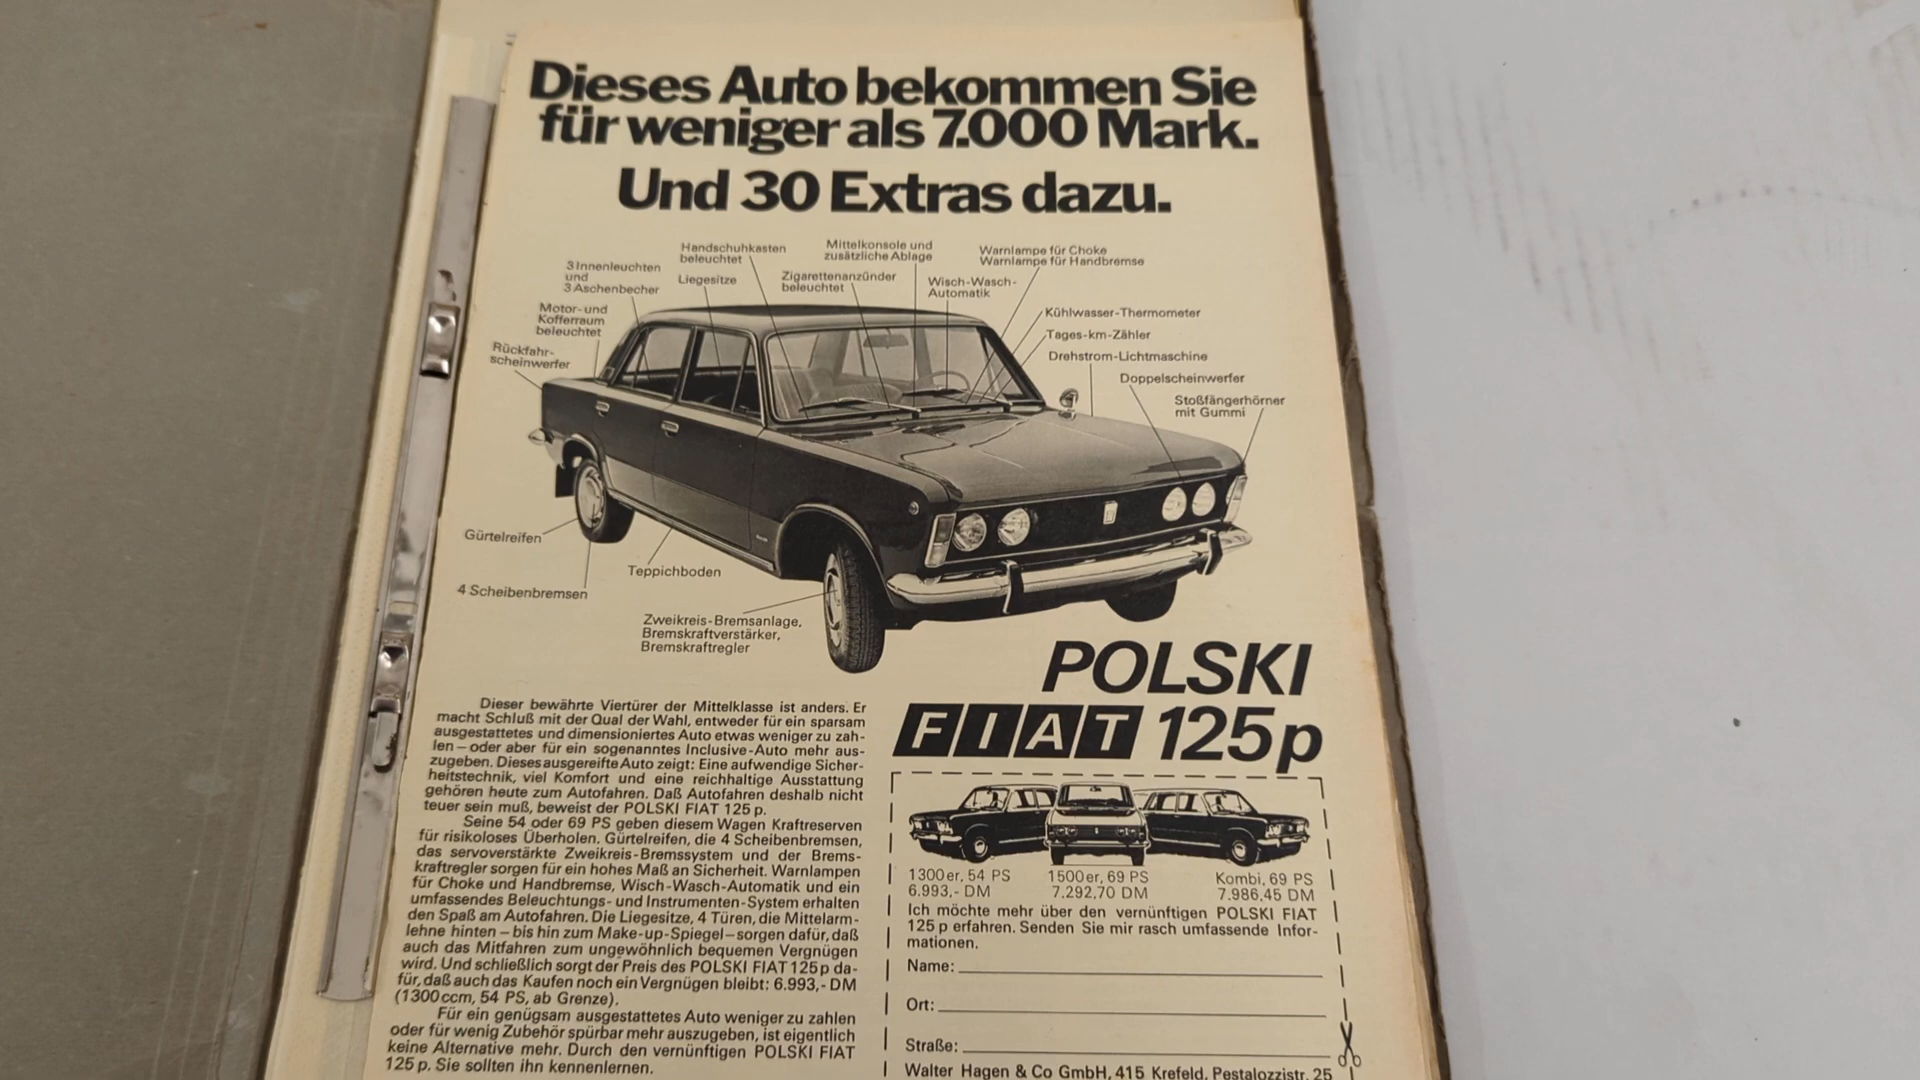 Dieses Auto bekommen Sie
für weniger als 7.000 Mark.
Und 30 Extras dazu.
3 Innenleuchten
und
3 Aschenbecher
Handschuhkasten
beleuchtet
Liegesitze
Mittelkonsole und
zusätzliche Ablage
Zigarettenanzünder
beleuchtet
Wisch-Wasch-
Automatik
Warnlampe für Choke
Warnlampe für Handbremse
Motor- und
Kofferraum
beleuchtet
Rückfahr-
scheinwerfer
Kühlwasser-Thermometer
Tages-km-Zähler
Drehstrom-Lichtmaschine
Doppelscheinwerfer
Stoßfängerhörner
mit Gummi
Gürtelreifen
4 Scheibenbremsen
Teppichboden
Zweikreis-Bremsanlage,
Bremskraftverstärker,
Bremskraftregler
POLSKI
FIAT 125p
Dieser bewährte Viertürer der Mittelklasse ist anders. Er
macht Schluß mit der Qual der Wahl, entweder für ein sparsam
ausgestattetes und dimensioniertes Auto etwas weniger zu zah-
len – oder aber für ein sogenanntes Inclusive-Auto mehr aus-
zugeben. Dieses ausgereifte Auto zeigt: Eine aufwendige Sicher-
heitstechnik, viel Komfort und eine reichhaltige Ausstattung
gehören heute zum Autofahren. Daß Autofahren deshalb nicht
teuer sein muß, beweist der POLSKI FIAT 125 p.
Seine 54 oder 69 PS geben diesem Wagen Kraftreserven
für risikoloses Überholen. Gürtelreifen, die 4 Scheibenbremsen,
das servoverstärkte Zweikreis-Bremssystem und der Brems-
kraftregler sorgen für ein hohes Maß an Sicherheit. Warnlampen
für Choke und Handbremse, Wisch-Wasch-Automatik und ein
umfassendes Beleuchtungs- und Instrumenten-System erhalten
den Spaß am Autofahren. Die Liegesitze, 4 Türen, die Mittelarm-
lehne hinten – bis hin zum Make-up-Spiegel – sorgen dafür, daß
auch das Mitfahren zum ungewöhnlich bequemen Vergnügen
wird. Und schließlich sorgt der Preis des POLSKI FIAT 125p da-
für, daß auch das Kaufen noch ein Vergnügen bleibt: 6.993,- DM
(1300 ccm, 54 PS, ab Grenze).
Für ein genügsam ausgestattetes Auto weniger zu zahlen
oder für wenig Zubehör spürbar mehr auszugeben, ist eigentlich
keine Alternative mehr. Durch den vernünftigen POLSKI FIAT
125 p. Sie sollten ihn kennenlernen.
1300er, 54 PS
6.993,- DM
1500er, 69 PS
7.292,70 DM
Kombi, 69 PS
7.986,45 DM
Ich möchte mehr über den vernünftigen POLSKI FIAT
125 p erfahren. Senden Sie mir rasch umfassende Infor-
mationen.
Name:
Ort:
Straße:
Walter Hagen & Co GmbH, 415 Krefeld, Pestalozzistr. 25